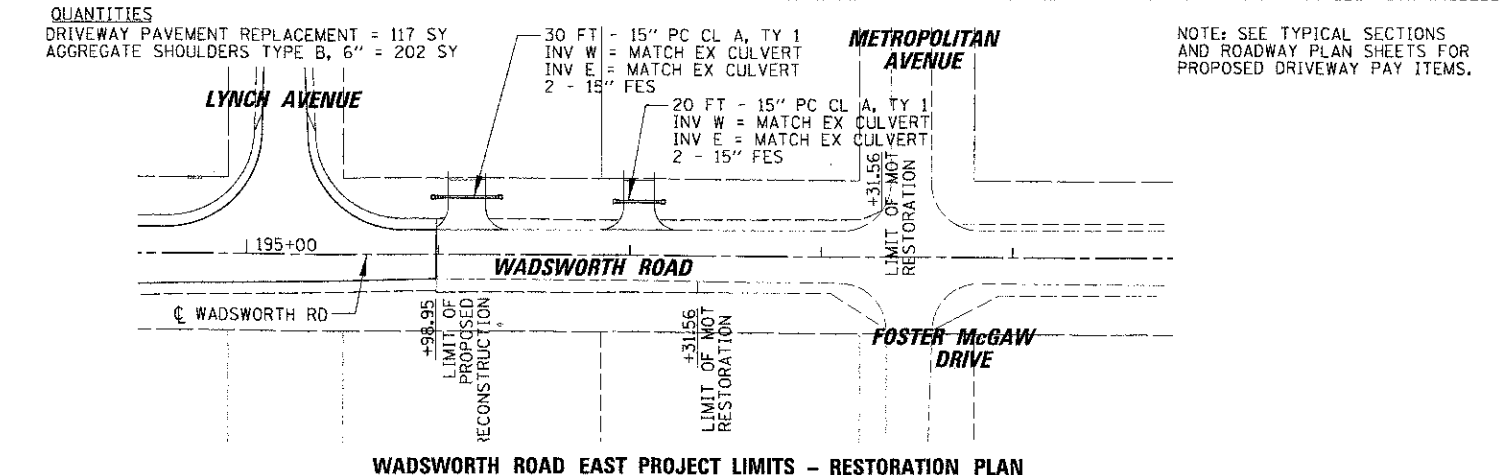 QUANTITIES
DRIVEWAY PAVEMENT REPLACEMENT = 117 SY
AGGREGATE SHOULDERS TYPE B, 6" = 202 SY
30 FT - 15" PC CL A, TY 1
INV W = MATCH EX CULVERT
INV E = MATCH EX CULVERT
2 - 15" FES
METROPOLITAN
AVENUE
NOTE: SEE TYPICAL SECTIONS
AND ROADWAY PLAN SHEETS FOR
PROPOSED DRIVEWAY PAY ITEMS.
LYNCH AVENUE
20 FT - 15" PC CL A, TY 1
INV W = MATCH EX CULVERT
INV E = MATCH EX CULVERT
2 - 15" FES
+31.56
LIMIT OF MOT
RESTORATION
195+00
WADSWORTH ROAD
℄ WADSWORTH RD
+98.95
LIMIT OF
PROPOSED
RECONSTRUCTION
+31.56
LIMIT OF MOT
RESTORATION
FOSTER McGAW
DRIVE
WADSWORTH ROAD EAST PROJECT LIMITS - RESTORATION PLAN